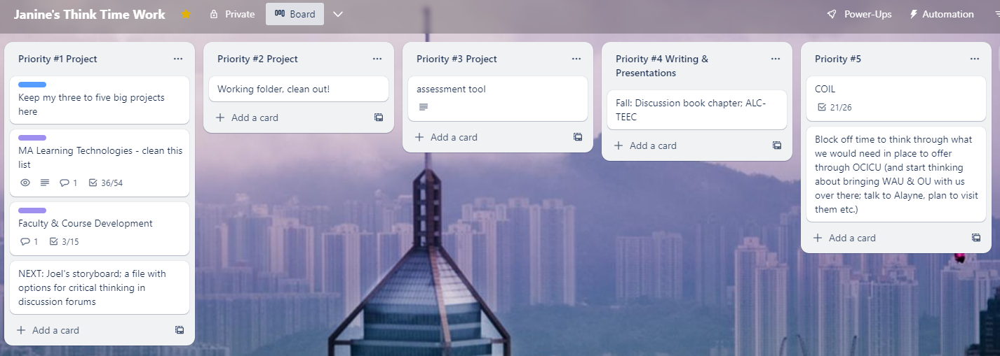 Janine's Think Time Work
Private
Board
Power-Ups
Automation
Priority #1 Project
Keep my three to five big projects
here
MA Learning Technologies - clean this
list
1
36/54
Faculty & Course Development
1
3/15
NEXT: Joel's storyboard; a file with
options for critical thinking in
discussion forums
Add a card
Priority #2 Project
Working folder, clean out!
Add a card
Priority #3 Project
assessment tool
Add a card
Priority #4 Writing &
Presentations
Fall: Discussion book chapter; ALC-
TEEC
Add a card
Priority #5
COIL
21/26
Block off time to think through what
we would need in place to offer
through OCICU (and start thinking
about bringing WAU & OU with us
over there; talk to Alayne, plan to visit
them etc.)
Add a card